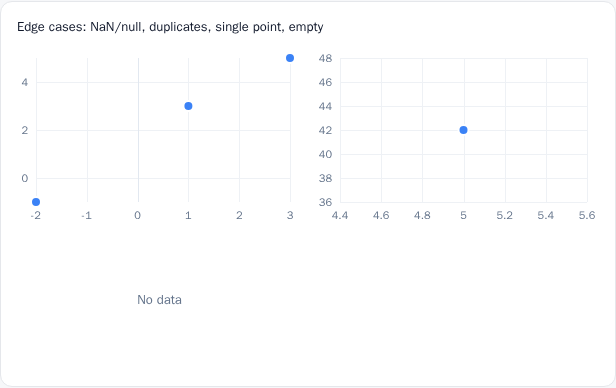 Edge cases: NaN/null, duplicates, single point, empty
4
2
0
-2 -1 0 1 2 3
48
46
44
42
40
38
36
4.4 4.6 4.8 5 5.2 5.4 5.6
No data